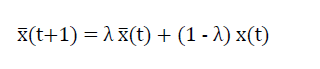 x̄(t+1) = λ x̄(t) + (1 - λ) x(t)